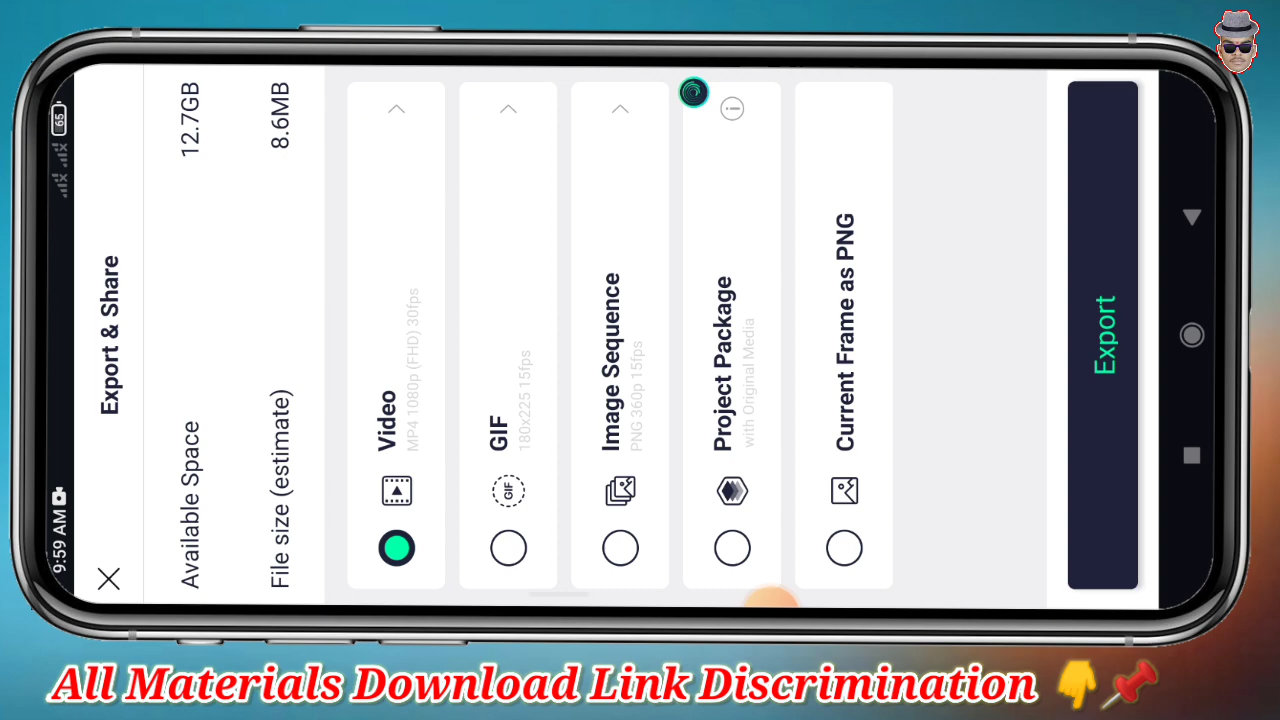 9:59 AM
65
Export & Share
Available Space 12.7GB
File size (estimate) 8.6MB
Video
MP4 1080p (FHD) 30fps
GIF
GIF
180x225 15fps
Image Sequence
PNG 360p 15fps
Project Package
with Original Media
Current Frame as PNG
Export
All Materials Download Link Discrimination 👇📌